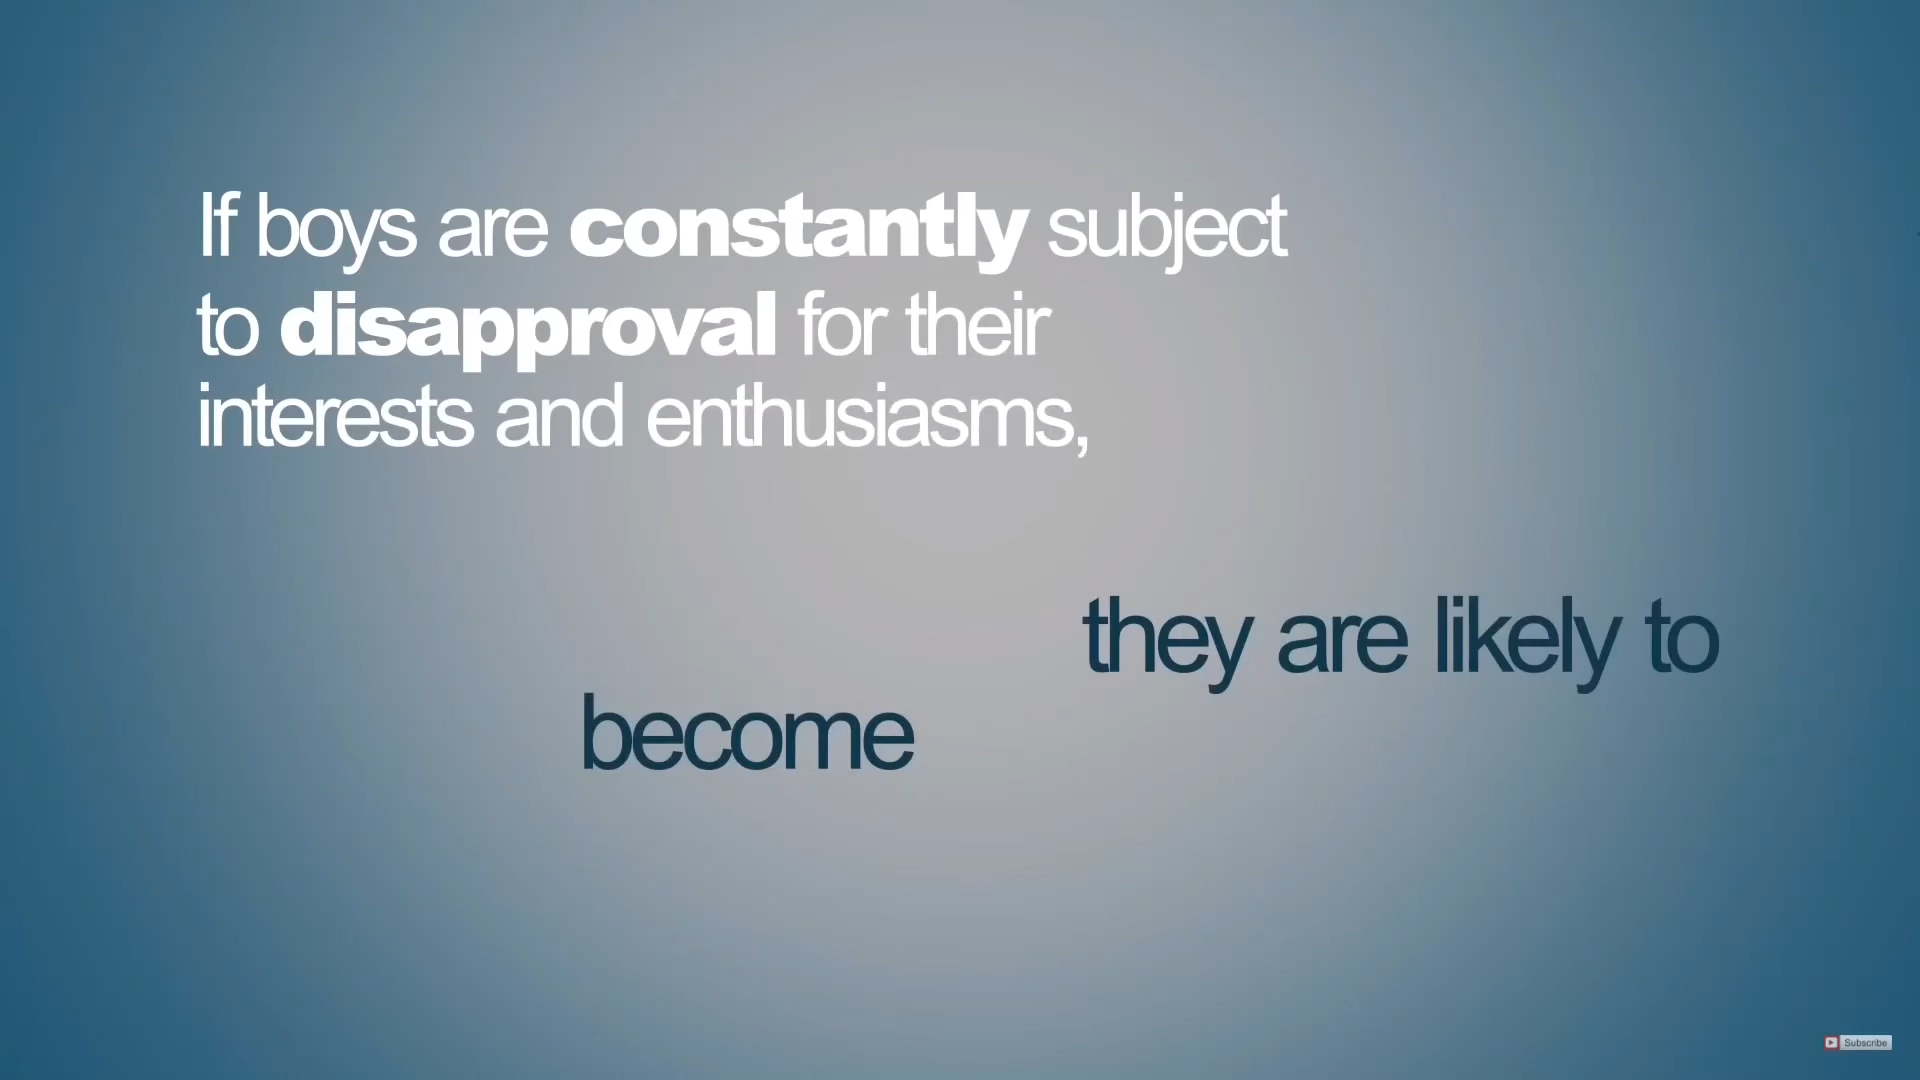 If boys are constantly subject
to disapproval for their
interests and enthusiasms,
they are likely to
become
Subscribe